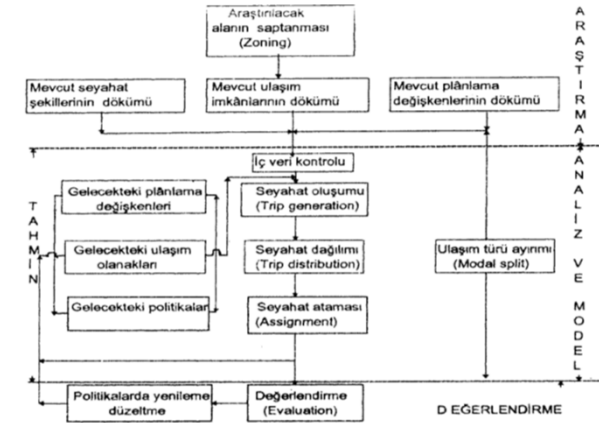 Araştırılacak
alanın saptanması
(Zoning)
Mevcut seyahat
şekillerinin dökümü
Mevcut ulaşım
imkânlarının dökümü
Mevcut plânlama
değişkenlerinin dökümü
ARAŞTIRMA
İç veri kontrolu
Gelecekteki plânlama
değişkenleri
Seyahat oluşumu
(Trip generation)
TAHMİN
Gelecekteki ulaşım
olanakları
Seyahat dağılımı
(Trip distribution)
Ulaşım türü ayırımı
(Modal split)
ANALİZ VE MODEL
Gelecekteki politikalar
Seyahat ataması
(Assignment)
Politikalarda yenileme
düzeltme
Değerlendirme
(Evaluation)
D EĞERLENDİRME